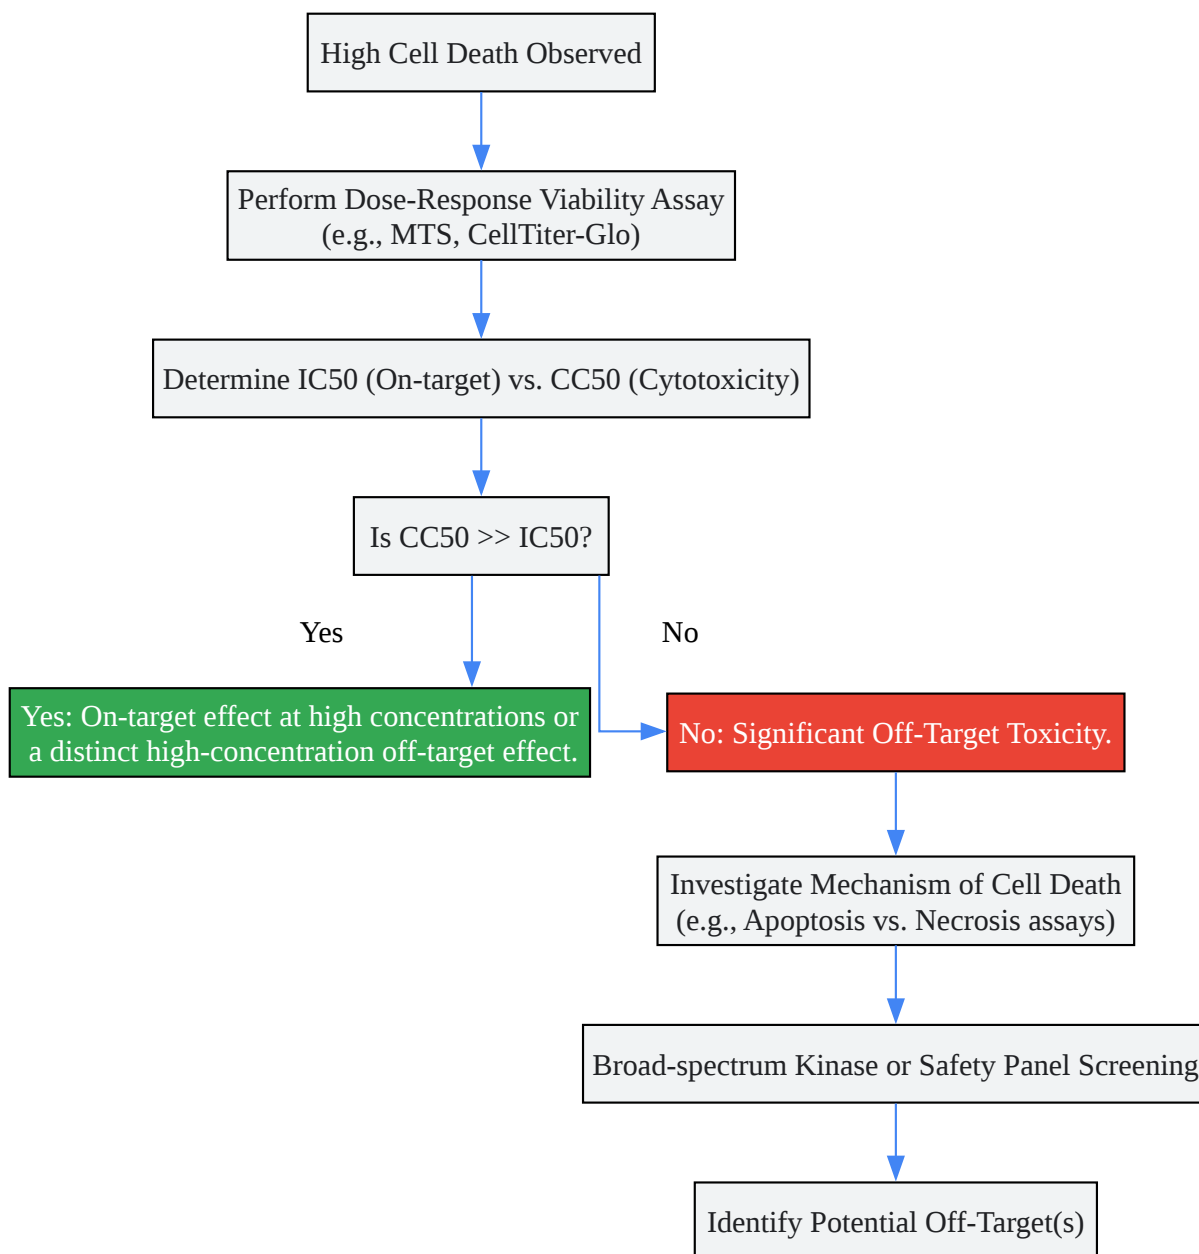 High Cell Death Observed
Perform Dose-Response Viability Assay
(e.g., MTS, CellTiter-Glo)
Determine IC50 (On-target) vs. CC50 (Cytotoxicity)
Is CC50 >> IC50?
Yes
No
Yes: On-target effect at high concentrations or
a distinct high-concentration off-target effect.
No: Significant Off-Target Toxicity.
Investigate Mechanism of Cell Death
(e.g., Apoptosis vs. Necrosis assays)
Broad-spectrum Kinase or Safety Panel Screening
Identify Potential Off-Target(s)